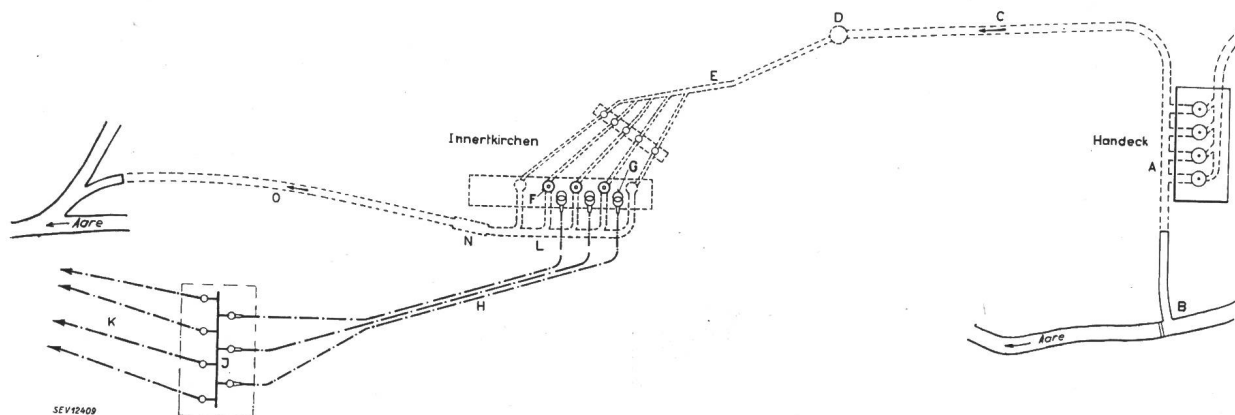 D
C
E
Innertkirchen
Handeck
G
A
F
O
Aare
N
L
B
H
K
J
Aare
SEV12409